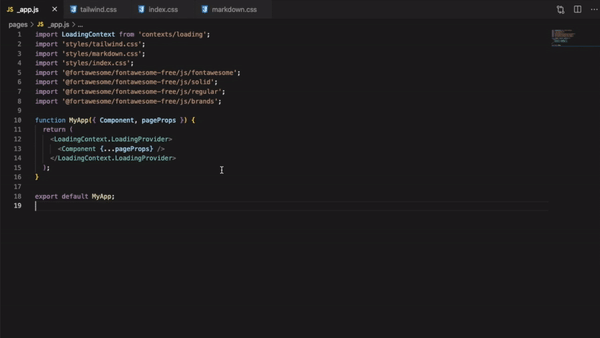 JS _app.js × tailwind.css index.css markdown.css
pages > JS _app.js > ...
1 import LoadingContext from 'contexts/loading';
2 import 'styles/tailwind.css';
3 import 'styles/markdown.css';
4 import 'styles/index.css';
5 import '@fortawesome/fontawesome-free/js/fontawesome';
6 import '@fortawesome/fontawesome-free/js/solid';
7 import '@fortawesome/fontawesome-free/js/regular';
8 import '@fortawesome/fontawesome-free/js/brands';
9
10 function MyApp({ Component, pageProps }) {
11 return (
12 <LoadingContext.LoadingProvider>
13 <Component {...pageProps} />
14 </LoadingContext.LoadingProvider>
15 );
16 }
17
18 export default MyApp;
19